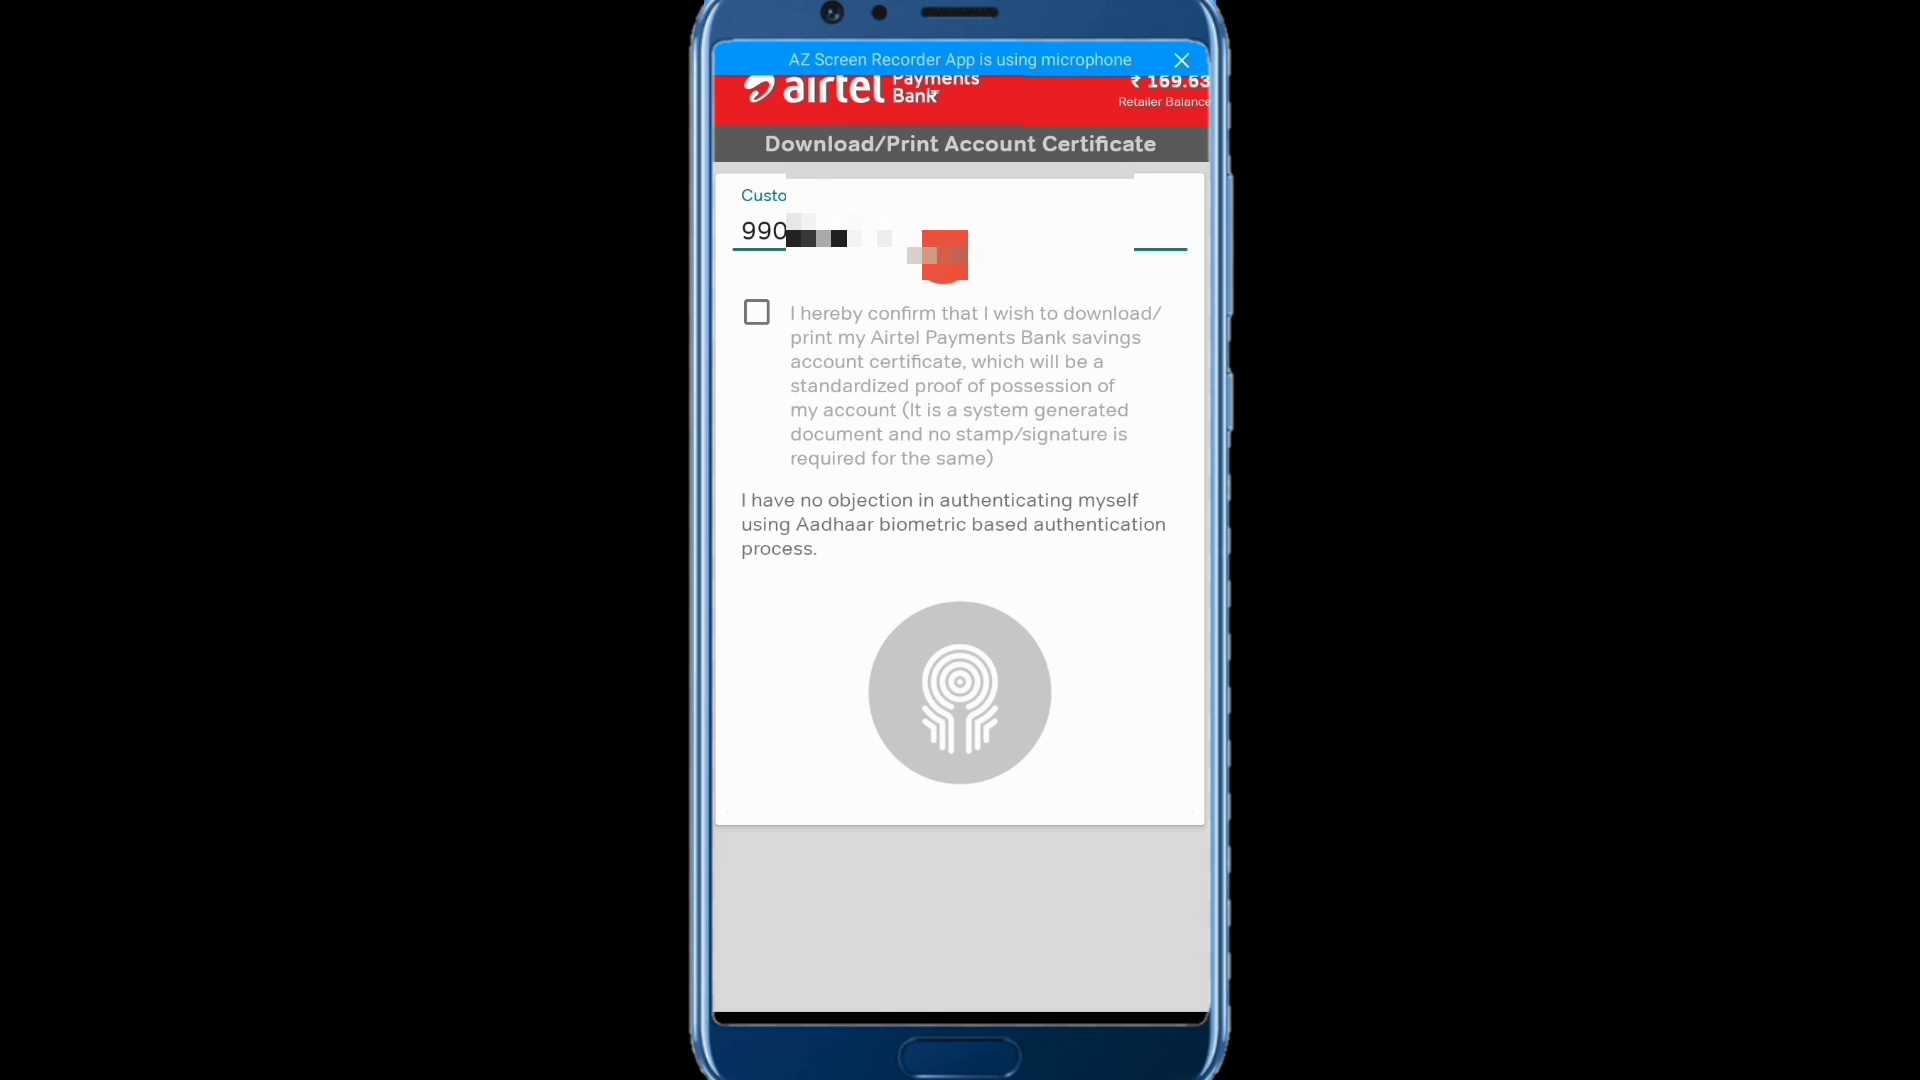 AZ Screen Recorder App is using microphone
airtel Payments Bank
₹ 169.63
Retailer Balance
Download/Print Account Certificate
990
I hereby confirm that I wish to download/
print my Airtel Payments Bank savings
account certificate, which will be a
standardized proof of possession of
my account (It is a system generated
document and no stamp/signature is
required for the same)
I have no objection in authenticating myself
using Aadhaar biometric based authentication
process.